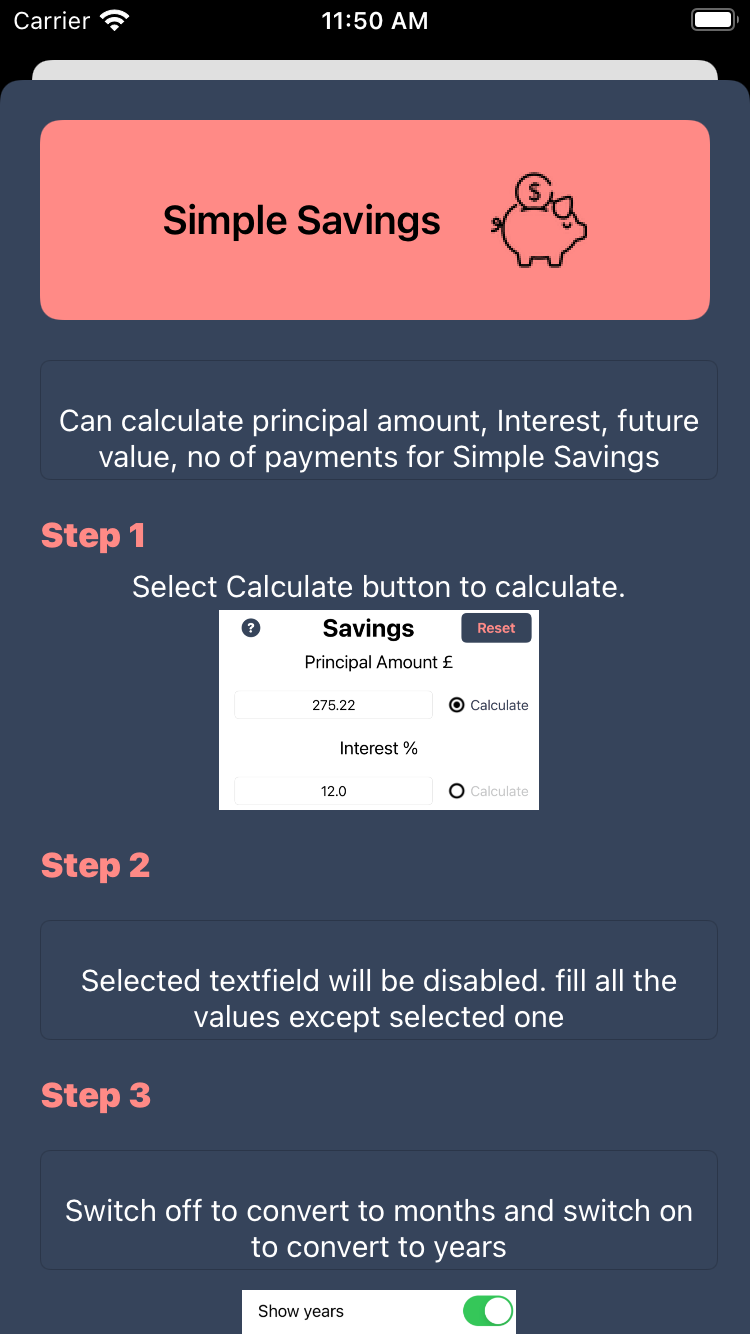 Carrier
11:50 AM
Simple Savings
$
Can calculate principal amount, Interest, future
value, no of payments for Simple Savings
Step 1
Select Calculate button to calculate.
?
Savings
Reset
Principal Amount £
275.22
Calculate
Interest %
12.0
Calculate
Step 2
Selected textfield will be disabled. fill all the
values except selected one
Step 3
Switch off to convert to months and switch on
to convert to years
Show years